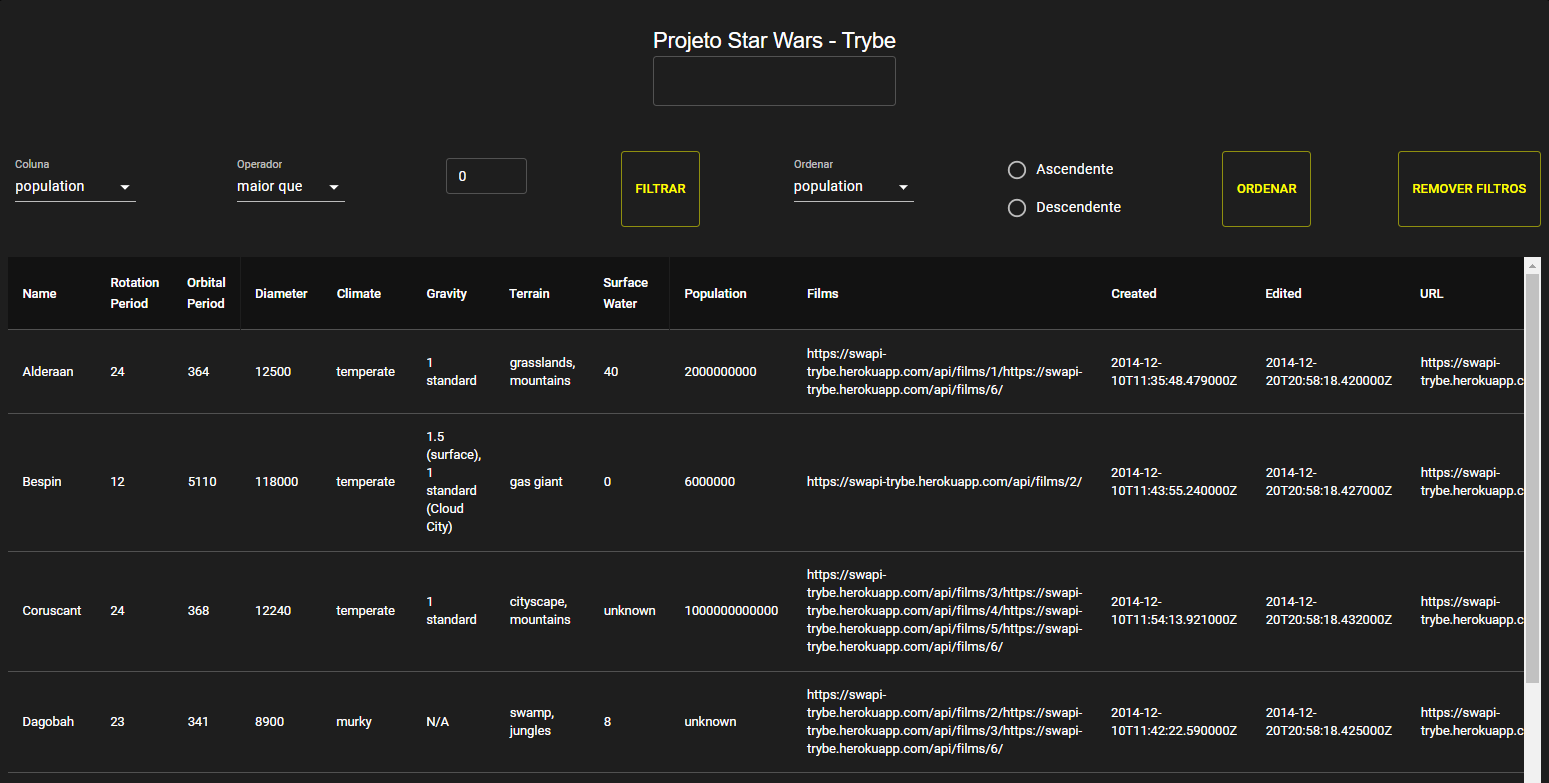 Projeto Star Wars - Trybe
Coluna
population
Operador
maior que
0
FILTRAR
Ordenar
population
Ascendente
Descendente
ORDENAR
REMOVER FILTROS
Name
Rotation
Period
Orbital
Period
Diameter
Climate
Gravity
Terrain
Surface
Water
Population
Films
Created
Edited
URL
Alderaan
24
364
12500
temperate
1
standard
grasslands,
mountains
40
2000000000
https://swapi-
trybe.herokuapp.com/api/films/1/https://swapi-
trybe.herokuapp.com/api/films/6/
2014-12-
10T11:35:48.479000Z
2014-12-
20T20:58:18.420000Z
https://swapi-
trybe.herokuapp.c
Bespin
12
5110
118000
temperate
1.5
(surface),
1
standard
(Cloud
City)
gas giant
0
6000000
https://swapi-trybe.herokuapp.com/api/films/2/
2014-12-
10T11:43:55.240000Z
2014-12-
20T20:58:18.427000Z
https://swapi-
trybe.herokuapp.c
Coruscant
24
368
12240
temperate
1
standard
cityscape,
mountains
unknown
1000000000000
https://swapi-
trybe.herokuapp.com/api/films/3/https://swapi-
trybe.herokuapp.com/api/films/4/https://swapi-
trybe.herokuapp.com/api/films/5/https://swapi-
trybe.herokuapp.com/api/films/6/
2014-12-
10T11:54:13.921000Z
2014-12-
20T20:58:18.432000Z
https://swapi-
trybe.herokuapp.c
Dagobah
23
341
8900
murky
N/A
swamp,
jungles
8
unknown
https://swapi-
trybe.herokuapp.com/api/films/2/https://swapi-
trybe.herokuapp.com/api/films/3/https://swapi-
trybe.herokuapp.com/api/films/6/
2014-12-
10T11:42:22.590000Z
2014-12-
20T20:58:18.425000Z
https://swapi-
trybe.herokuapp.c